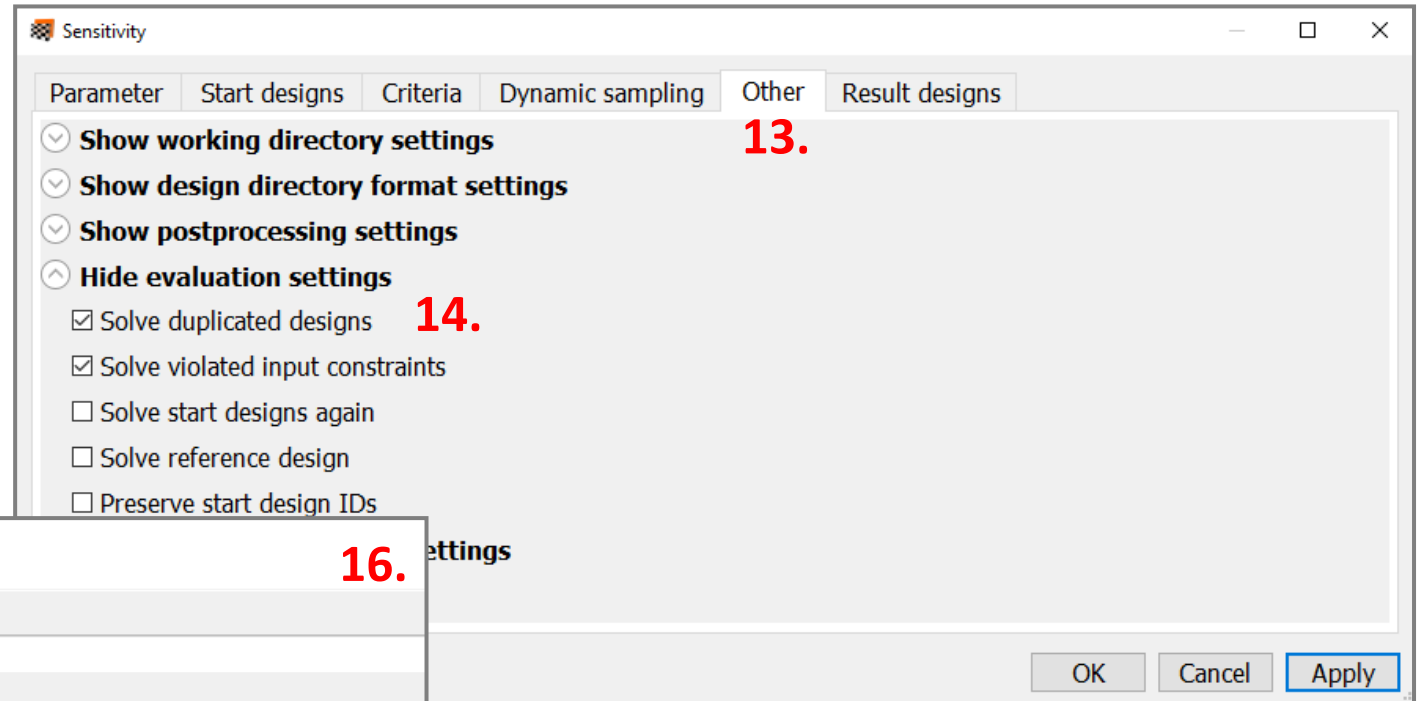 Sensitivity
Parameter Start designs Criteria Dynamic sampling Other Result designs
Show working directory settings 13.
Show design directory format settings
Show postprocessing settings
Hide evaluation settings
Solve duplicated designs 14.
Solve violated input constraints
Solve start designs again
Solve reference design
Preserve start design IDs
16.
OK Cancel Apply